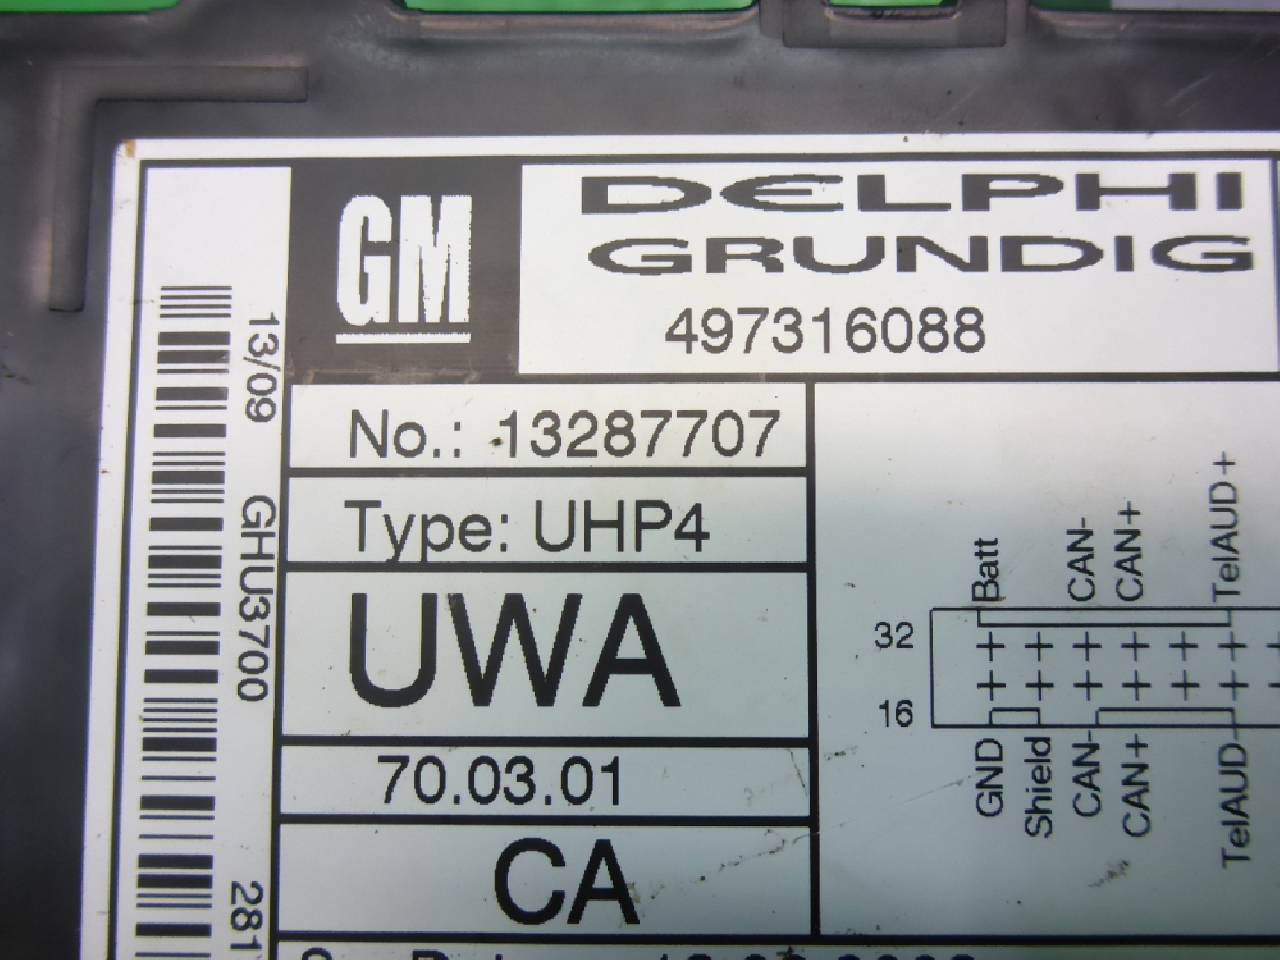 GM
DELPHI
GRUNDIG
497316088
No.: 13287707
Type: UHP4
UWA
70.03.01
CA
13/09
GHU3700
Batt
CAN-
CAN+
TelAUD+
32
16
GND
Shield
CAN-
CAN+
TelAUD-